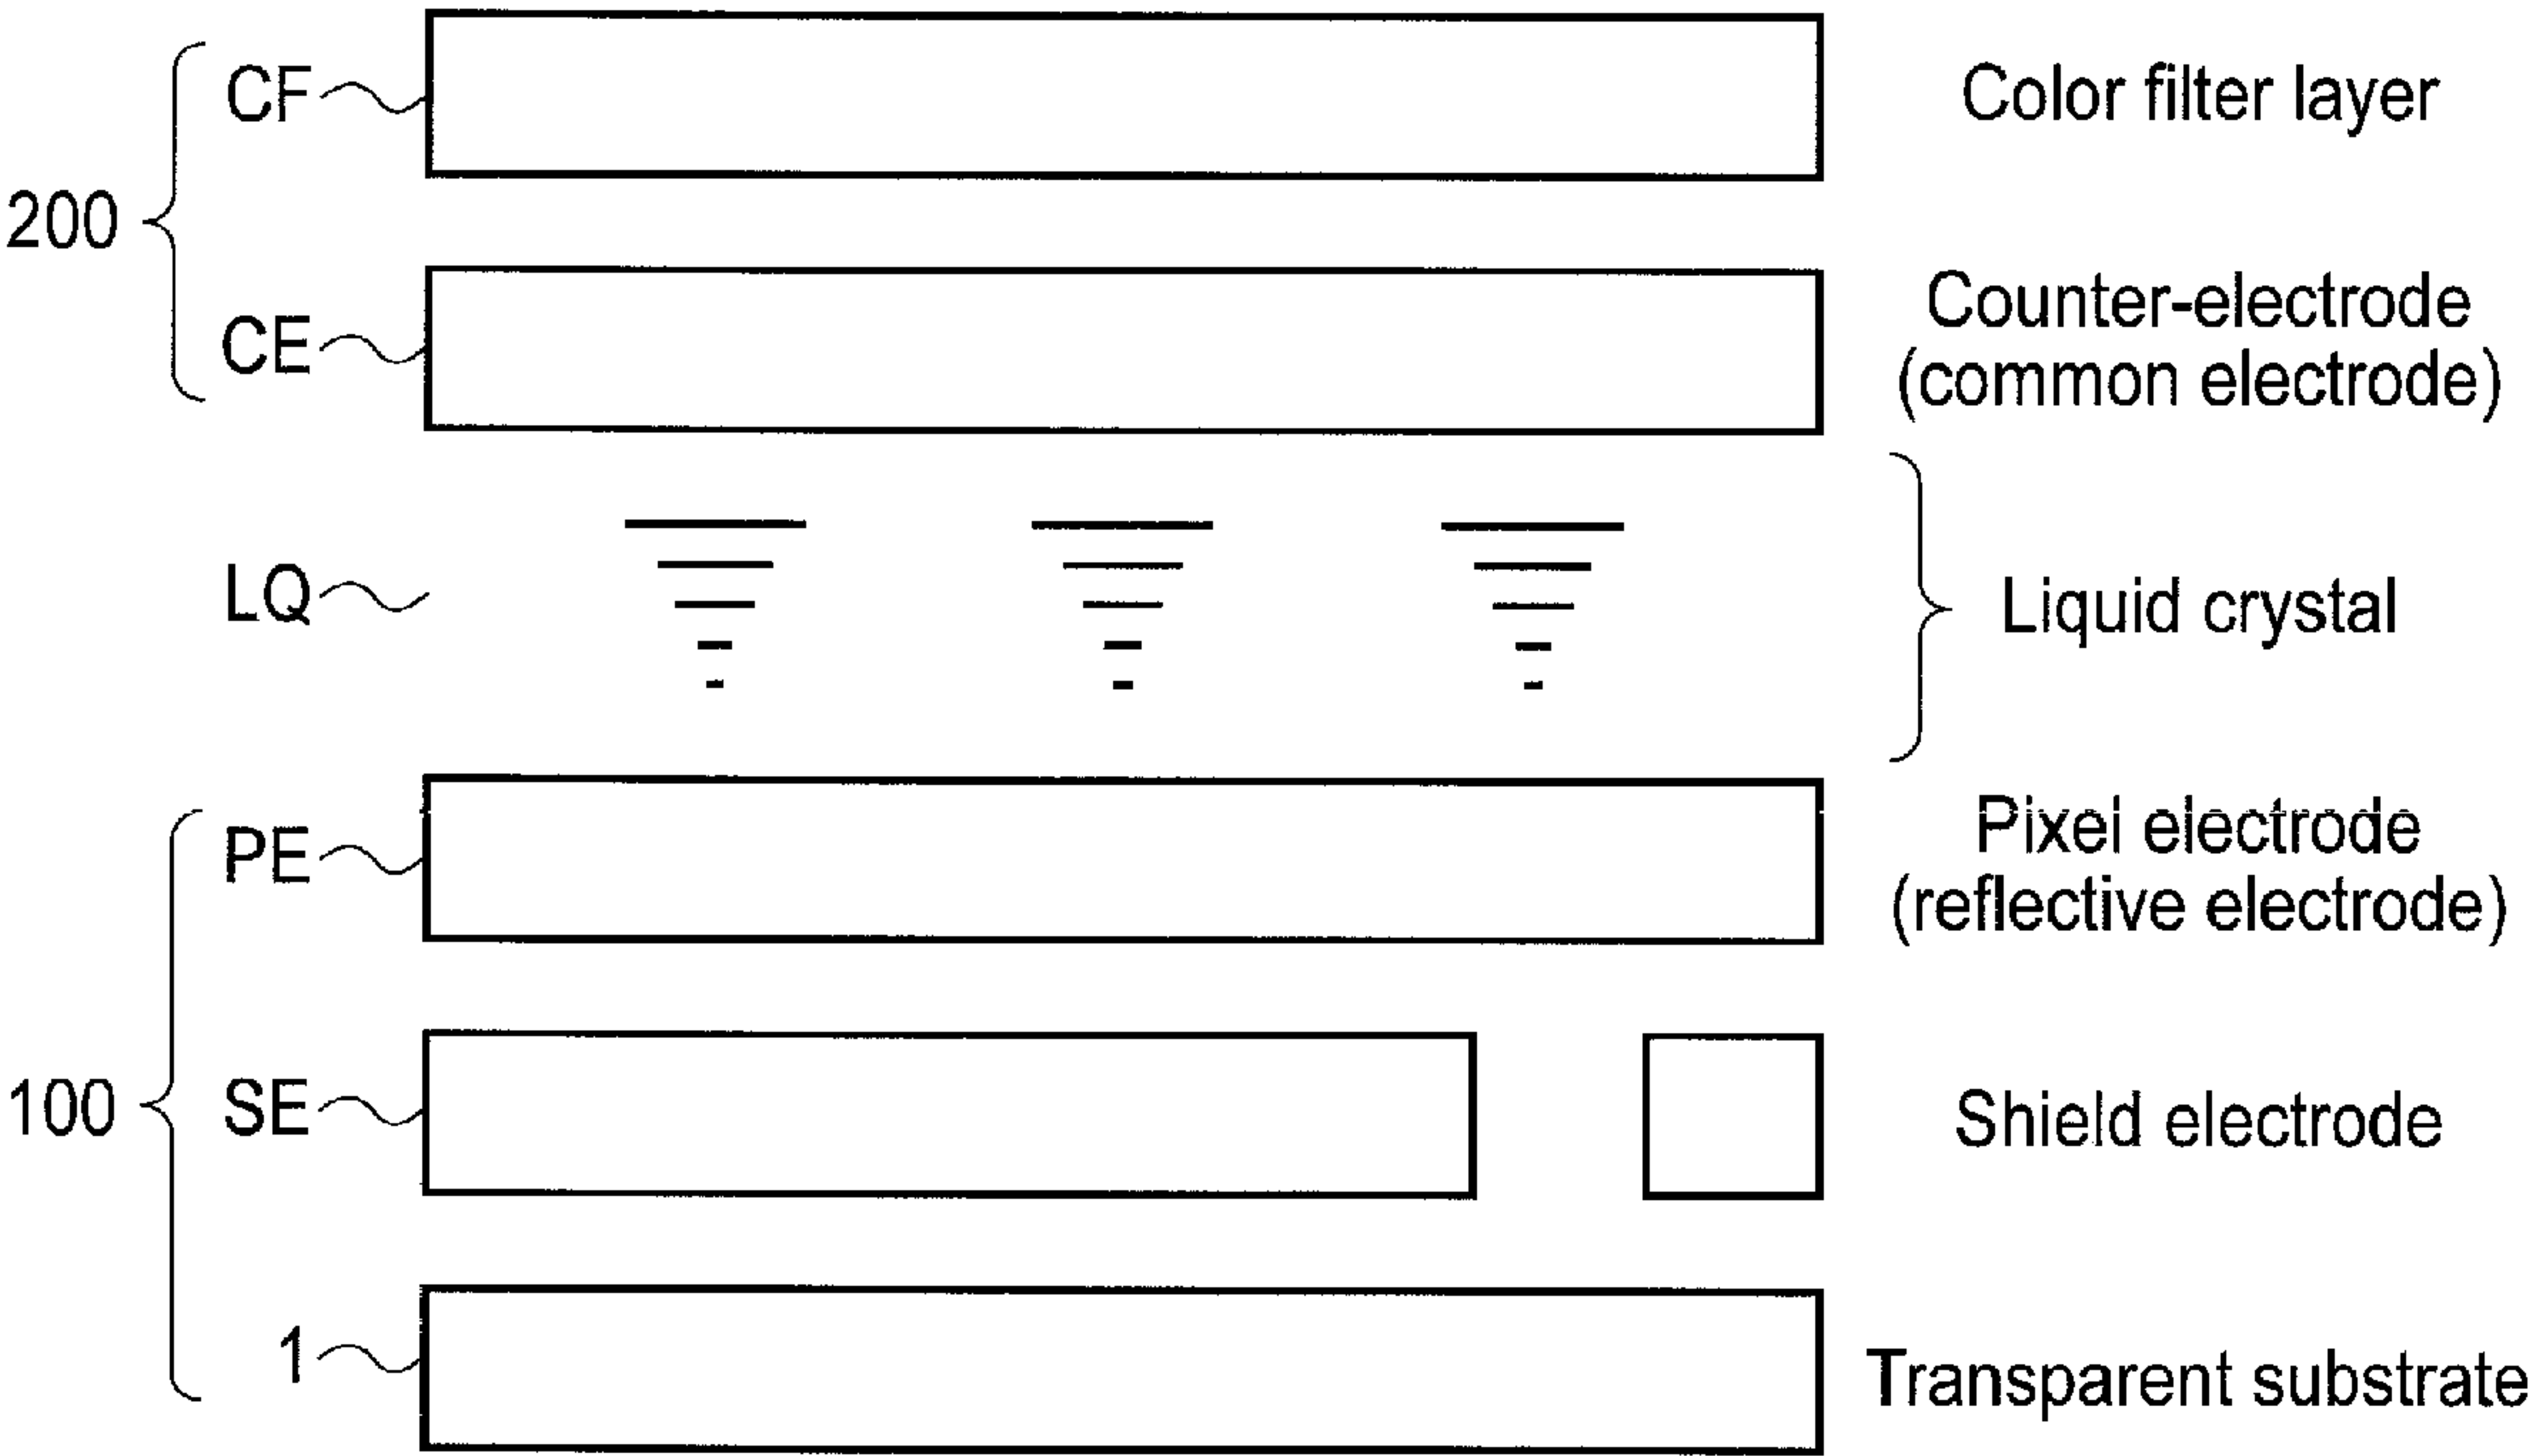 CF
Color filter layer
200
CE
Counter-electrode
(common electrode)
LQ
Liquid crystal
PE
Pixel electrode
(reflective electrode)
100
SE
Shield electrode
1
Transparent substrate